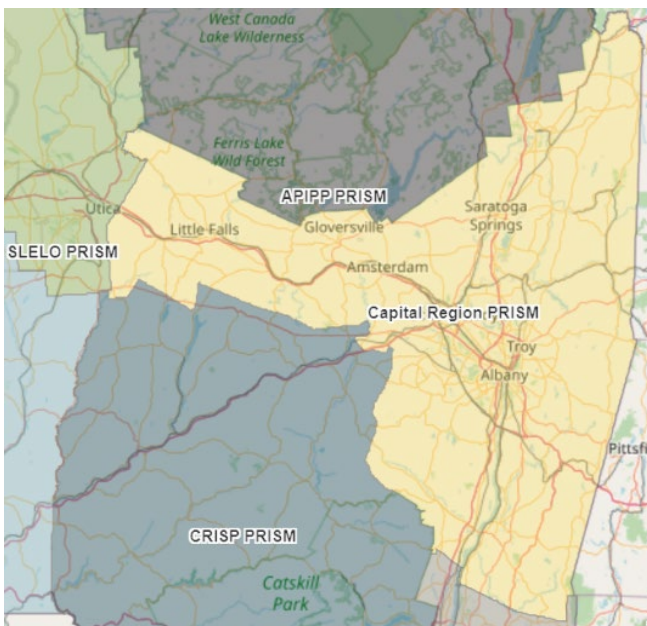 West Canada
Lake Wilderness
Ferris Lake
Wild Forest
APIPP PRISM
Utica
Little Falls
Gloversville
Saratoga
Springs
SLELO PRISM
Amsterdam
Capital Region PRISM
Troy
Albany
Pittsf
CRISP PRISM
Catskill
Park